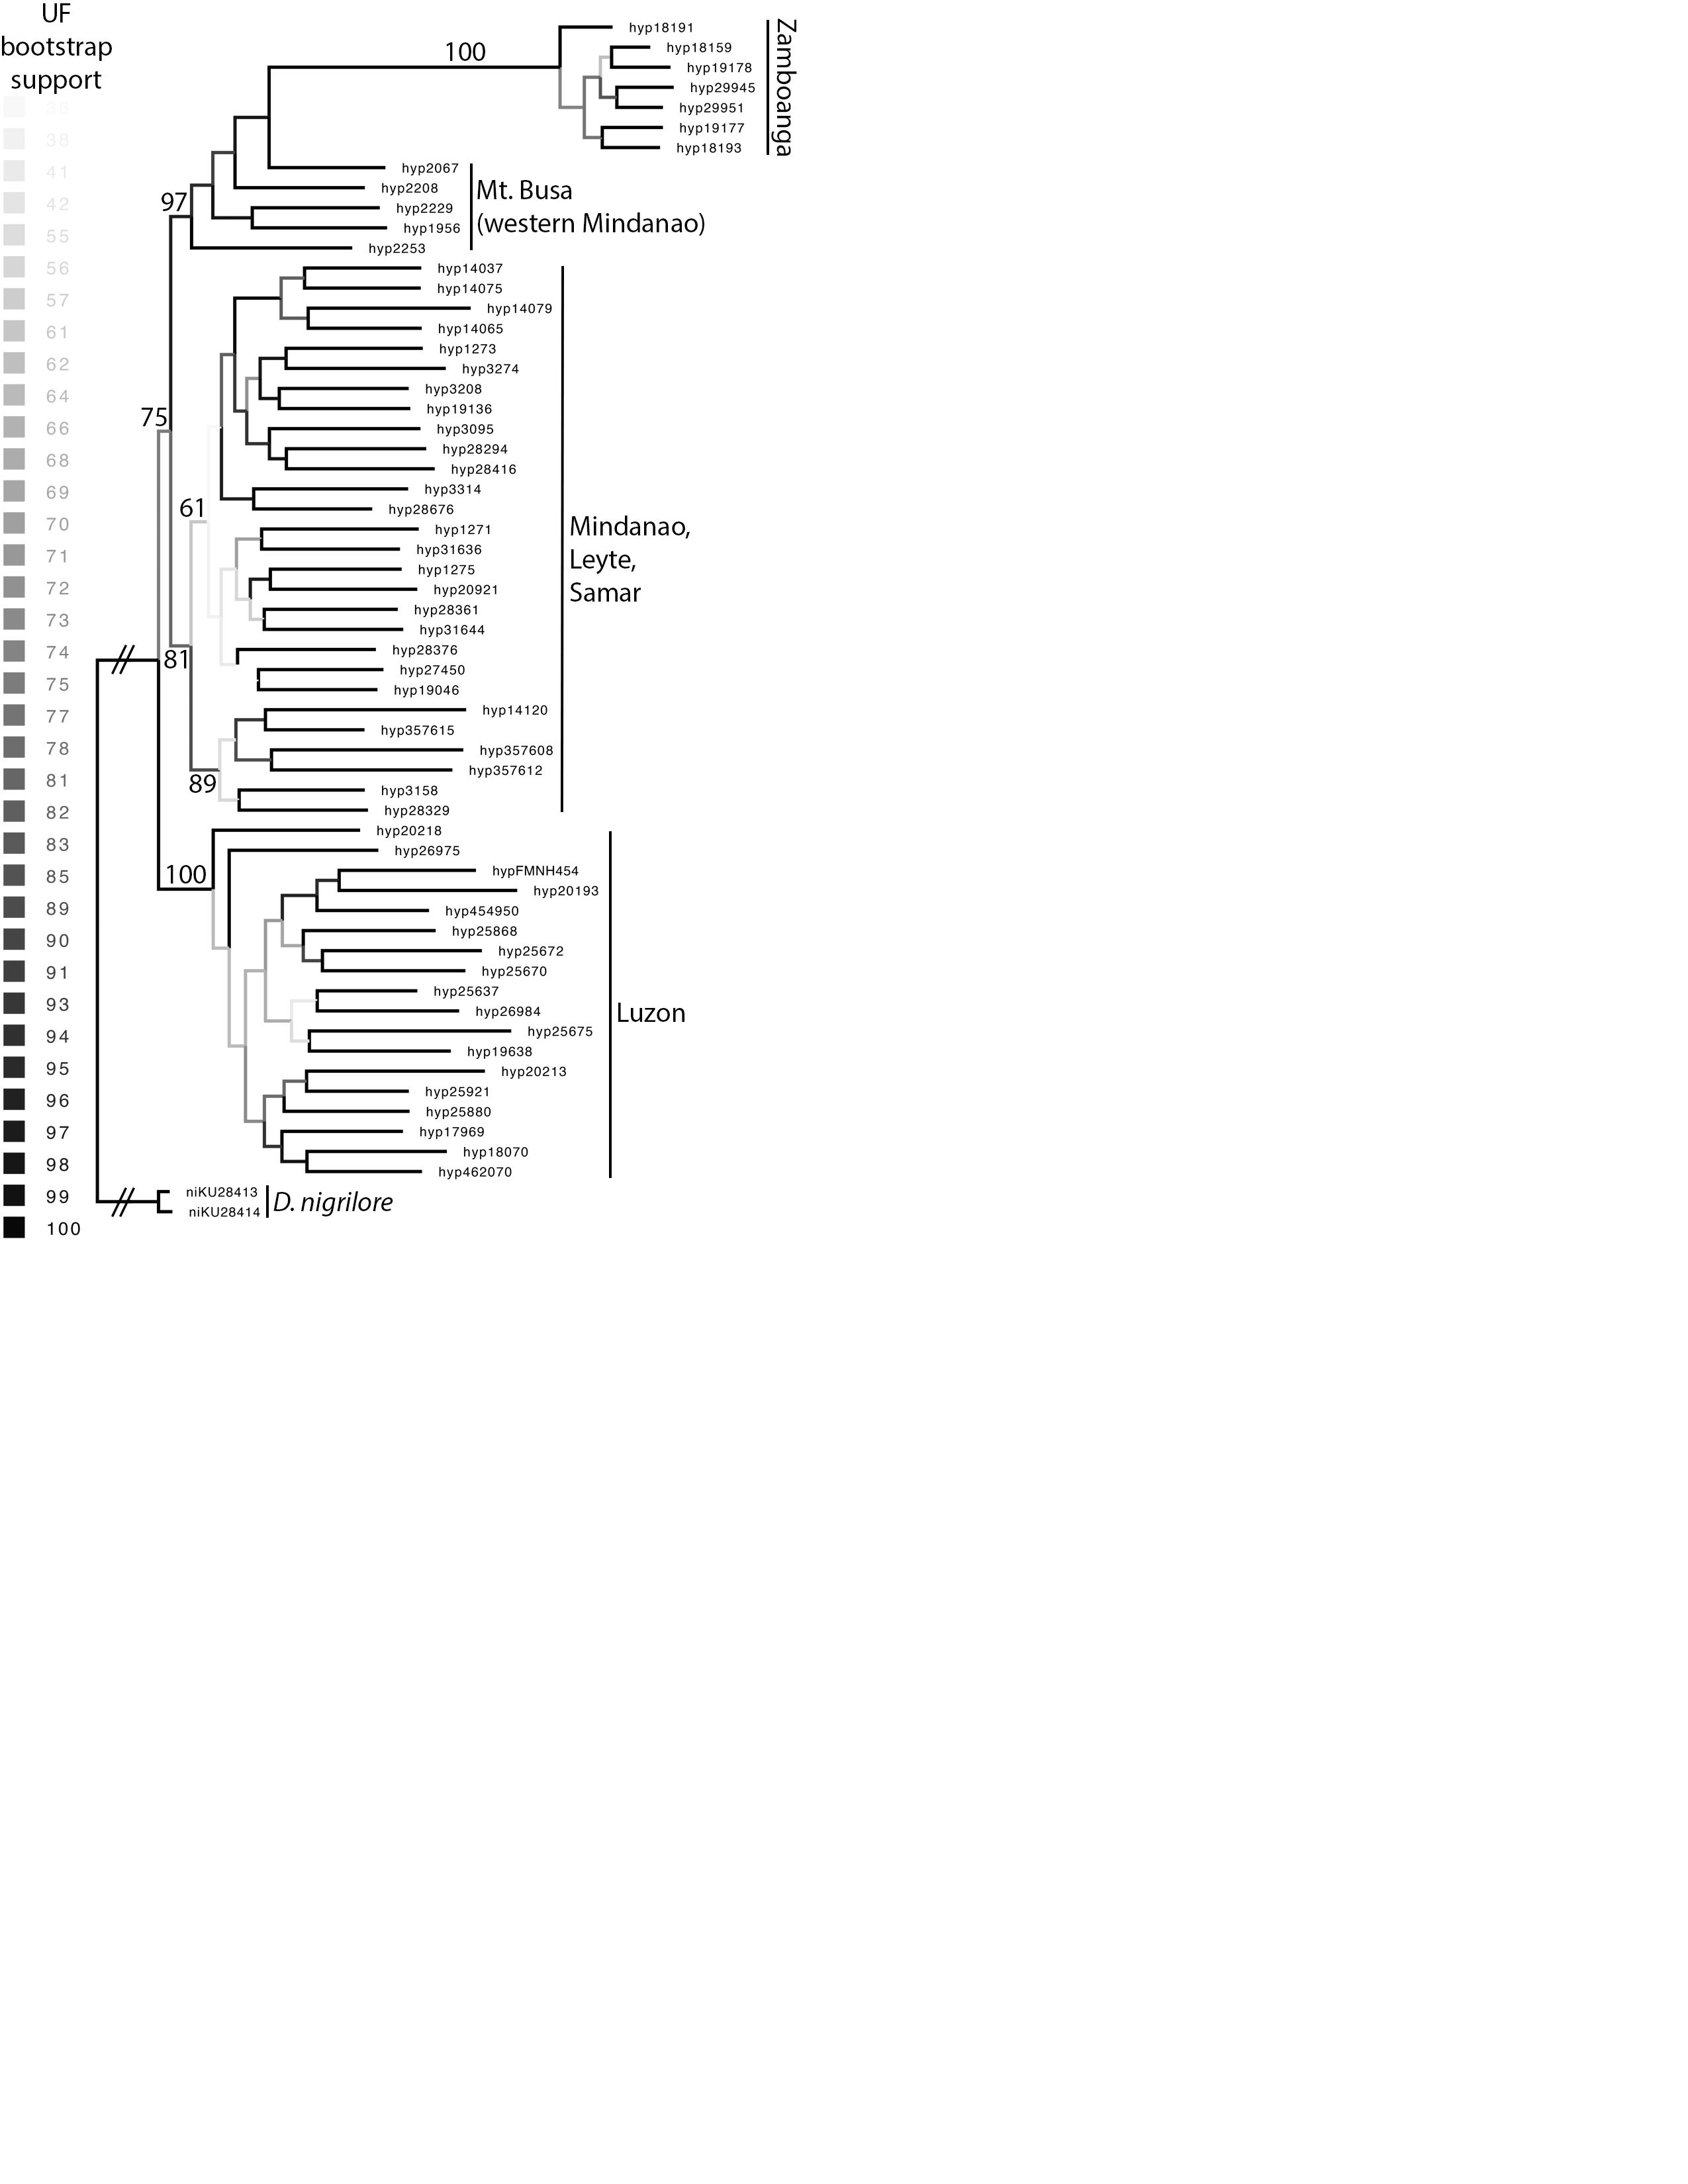 UF
bootstrap
support
36
38
41
42
55
56
57
61
62
64
66
68
69
70
71
72
73
74
75
77
78
81
82
83
85
89
90
91
93
94
95
96
97
98
99
100
100
97
75
61
81
89
100
hyp18191
hyp18159
hyp19178
hyp29945
hyp29951
hyp19177
hyp18193
Zamboanga
hyp2067
hyp2208
hyp2229
hyp1956
hyp2253
Mt. Busa
(western Mindanao)
hyp14037
hyp14075
hyp14079
hyp14065
hyp1273
hyp3274
hyp3208
hyp19136
hyp3095
hyp28294
hyp28416
hyp3314
hyp28676
hyp1271
hyp31636
hyp1275
hyp20921
hyp28361
hyp31644
hyp28376
hyp27450
hyp19046
hyp14120
hyp357615
hyp357608
hyp357612
hyp3158
hyp28329
Mindanao,
Leyte,
Samar
hyp20218
hyp26975
hypFMNH454
hyp20193
hyp454950
hyp25868
hyp25672
hyp25670
hyp25637
hyp26984
hyp25675
hyp19638
hyp20213
hyp25921
hyp25880
hyp17969
hyp18070
hyp462070
Luzon
niKU28413
niKU28414
D. nigrilore